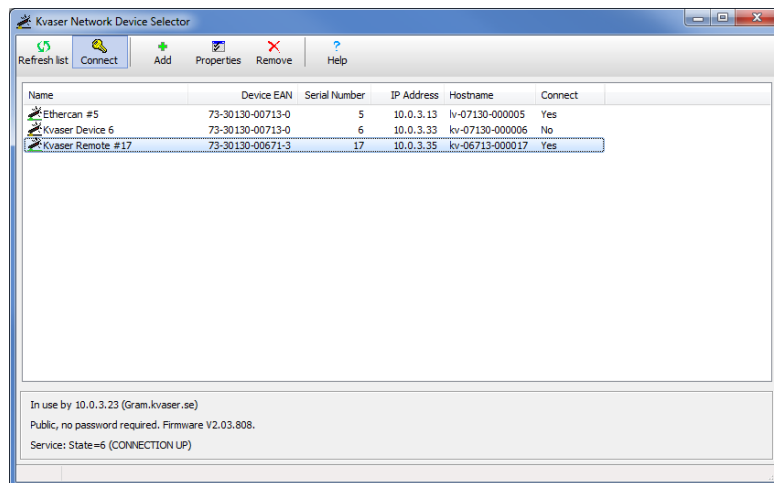 Kvaser Network Device Selector
Refresh list Connect Add Properties Remove Help
Name Device EAN Serial Number IP Address Hostname Connect
Ethercan #5 73-30130-00713-0 5 10.0.3.13 lv-07130-000005 Yes
Kvaser Device 6 73-30130-00713-0 6 10.0.3.33 kv-07130-000006 No
Kvaser Remote #17 73-30130-00671-3 17 10.0.3.35 kv-06713-000017 Yes
In use by 10.0.3.23 (Gram.kvaser.se)
Public, no password required. Firmware V2.03.808.
Service: State=6 (CONNECTION UP)